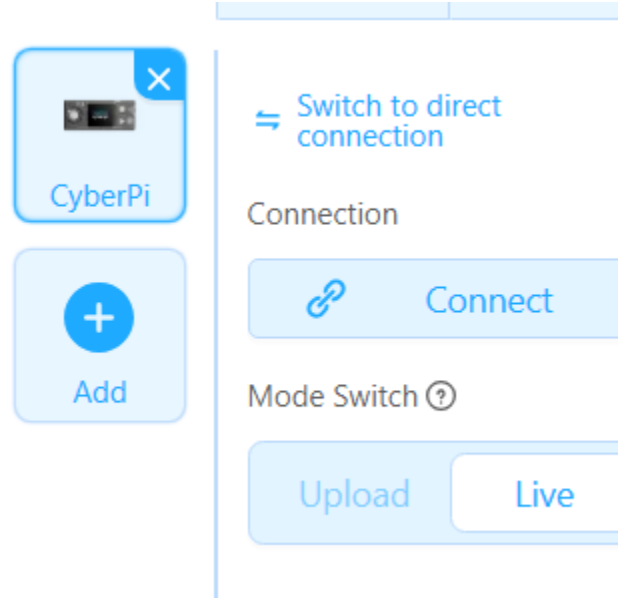 CyberPi
Add
Switch to direct
connection
Connection
Connect
Mode Switch
Upload
Live